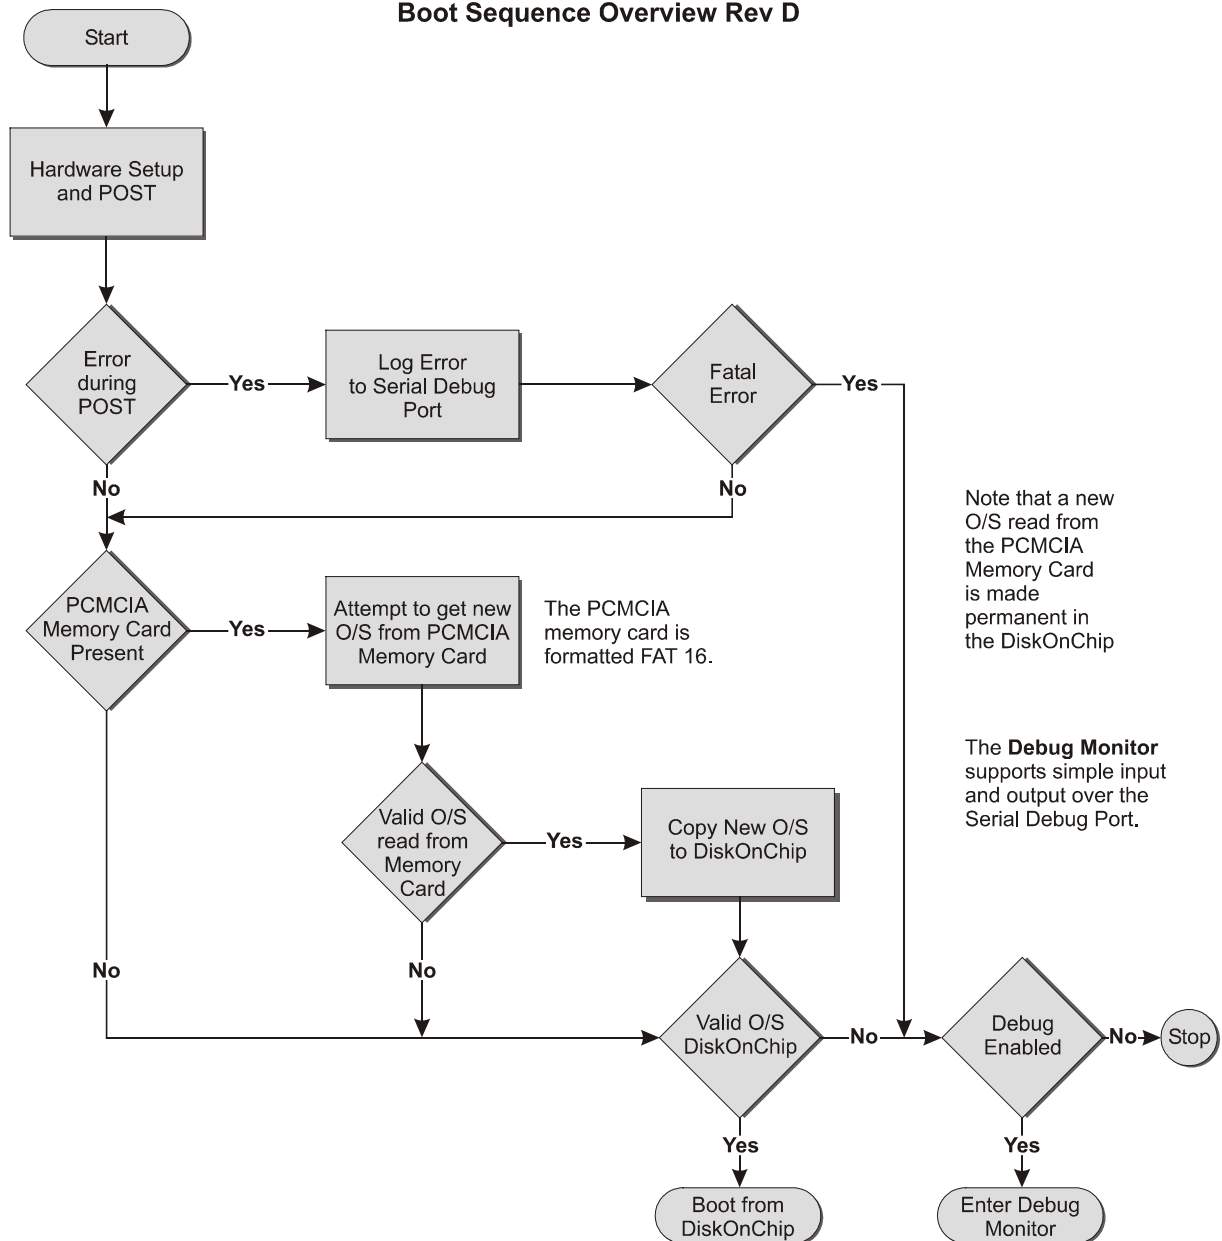 Boot Sequence Overview Rev D
Start
Hardware Setup
and POST
Error
during
POST
Yes
Log Error
to Serial Debug
Port
Fatal
Error
Yes
No
No
Note that a new
O/S read from
the PCMCIA
Memory Card
is made
permanent in
the DiskOnChip
PCMCIA
Memory Card
Present
Yes
Attempt to get new
O/S from PCMCIA
Memory Card
The PCMCIA
memory card is
formatted FAT 16.
The Debug Monitor
supports simple input
and output over the
Serial Debug Port.
Valid O/S
read from
Memory
Card
Yes
Copy New O/S
to DiskOnChip
No
No
Valid O/S
DiskOnChip
No
Debug
Enabled
No
Stop
Yes
Yes
Boot from
DiskOnChip
Enter Debug
Monitor